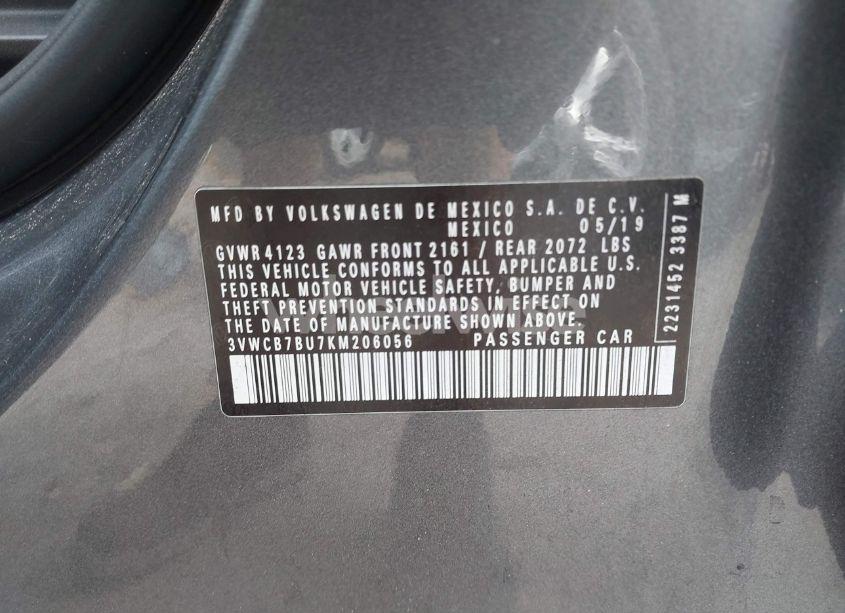 MFD BY VOLKSWAGEN DE MEXICO S.A. DE C.V.
MEXICO 05/19
GVWR 4123 GAWR FRONT 2161 / REAR 2072 LBS
THIS VEHICLE CONFORMS TO ALL APPLICABLE U.S.
FEDERAL MOTOR VEHICLE SAFETY, BUMPER AND
THEFT PREVENTION STANDARDS IN EFFECT ON
THE DATE OF MANUFACTURE SHOWN ABOVE.
3VWCB7BU7KM206056 PASSENGER CAR
2231452 3387 M